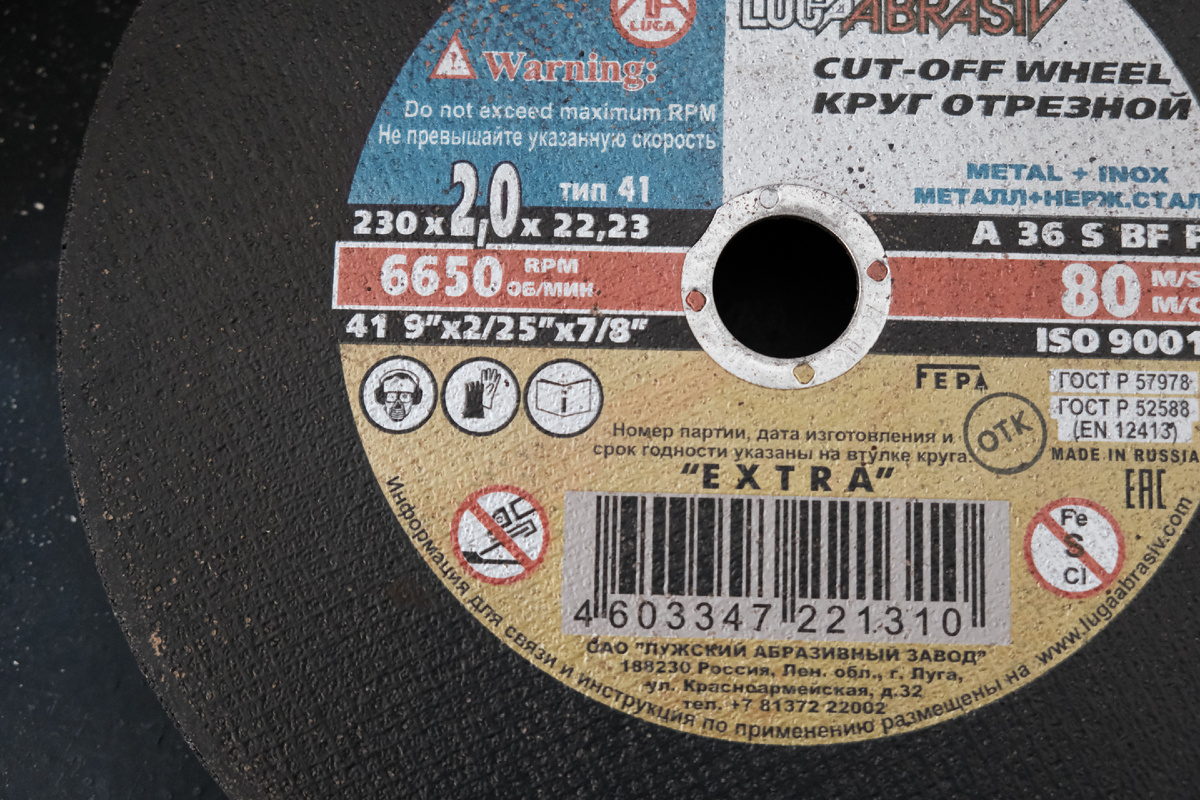 LUGA
LUGAABRASIV
Warning:
Do not exceed maximum RPM
Не превышайте указанную скорость
CUT-OFF WHEEL
КРУГ ОТРЕЗНОЙ
METAL + INOX
МЕТАЛЛ+НЕРЖ.СТАЛ
2,0 тип 41
230 x x 22,23
A 36 S BF
6650 RPM
ОБ/МИН
80 M/S
М/С
41 9"x2/25"x7/8"
ISO 9001
FEPA
ГОСТ Р 57978
ГОСТ Р 52588
(EN 12413)
ОТК
MADE IN RUSSIA
EAC
Номер партии, дата изготовления и
срок годности указаны на втулке круга.
"EXTRA"
Fe
S
Cl
4 603347 221310
ОАО "ЛУЖСКИЙ АБРАЗИВНЫЙ ЗАВОД"
188230 Россия, Лен. обл., г. Луга,
ул. Красноармейская, д.32
тел. +7 81372 22002
Информация для связи и инструкция по применению размещены на www.lugaabrasiv.com